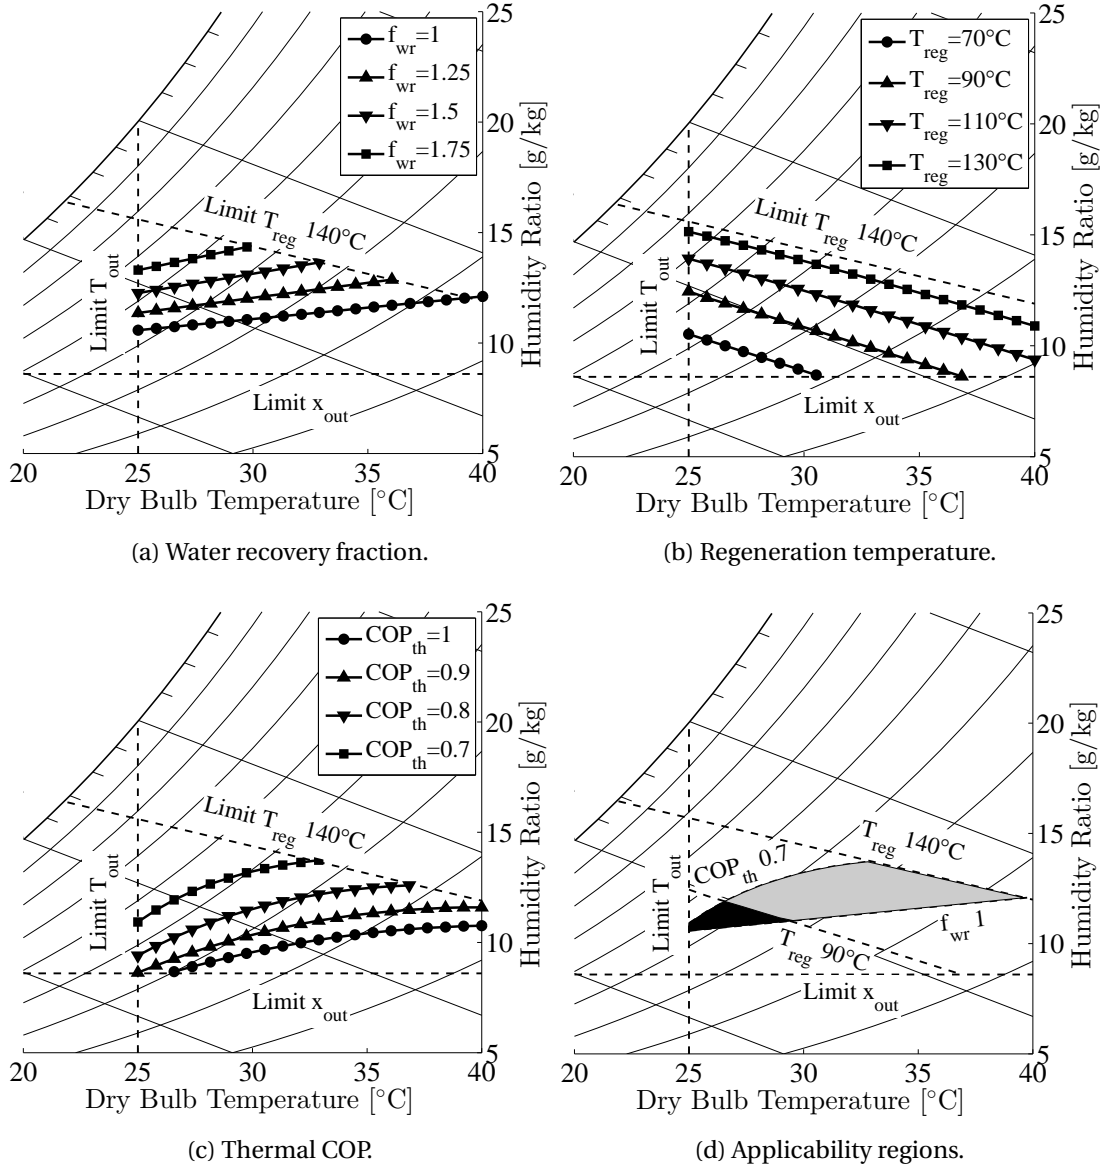 f_wr=1
f_wr=1.25
f_wr=1.5
f_wr=1.75
Limit T_reg 140°C
Limit T_out
Limit x_out
25
20
15
10
5
Humidity Ratio [g/kg]
20 25 30 35 40
Dry Bulb Temperature [°C]
(a) Water recovery fraction.
T_reg=70°C
T_reg=90°C
T_reg=110°C
T_reg=130°C
Limit T_reg 140°C
Limit T_out
Limit x_out
25
20
15
10
5
Humidity Ratio [g/kg]
20 25 30 35 40
Dry Bulb Temperature [°C]
(b) Regeneration temperature.
COP_th=1
COP_th=0.9
COP_th=0.8
COP_th=0.7
Limit T_reg 140°C
Limit T_out
Limit x_out
25
20
15
10
5
Humidity Ratio [g/kg]
20 25 30 35 40
Dry Bulb Temperature [°C]
(c) Thermal COP.
T_reg 140°C
COP_th 0.7
Limit T_out
f_wr 1
T_reg 90°C
Limit x_out
25
20
15
10
5
Humidity Ratio [g/kg]
20 25 30 35 40
Dry Bulb Temperature [°C]
(d) Applicability regions.